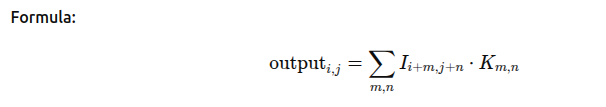 Formula:
output_{i,j} = \sum_{m,n} I_{i+m,j+n} \cdot K_{m,n}